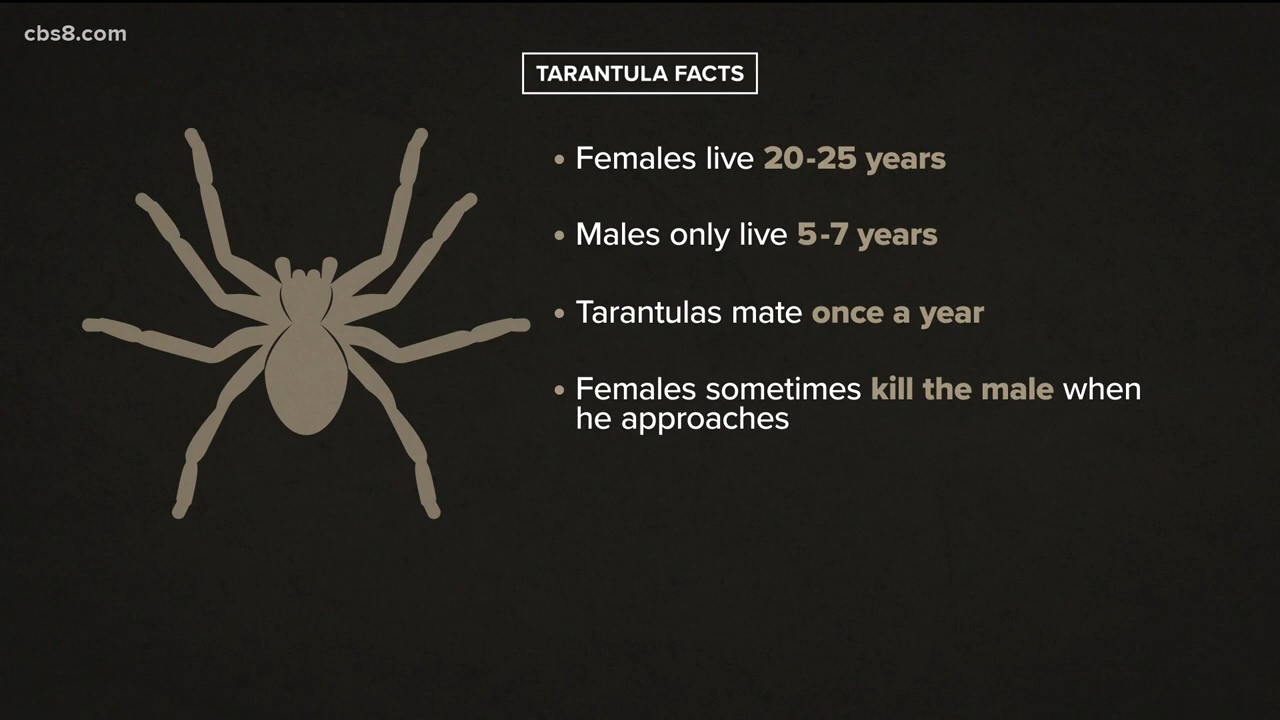 cbs8.com
TARANTULA FACTS
• Females live 20-25 years
• Males only live 5-7 years
• Tarantulas mate once a year
• Females sometimes kill the male when
he approaches